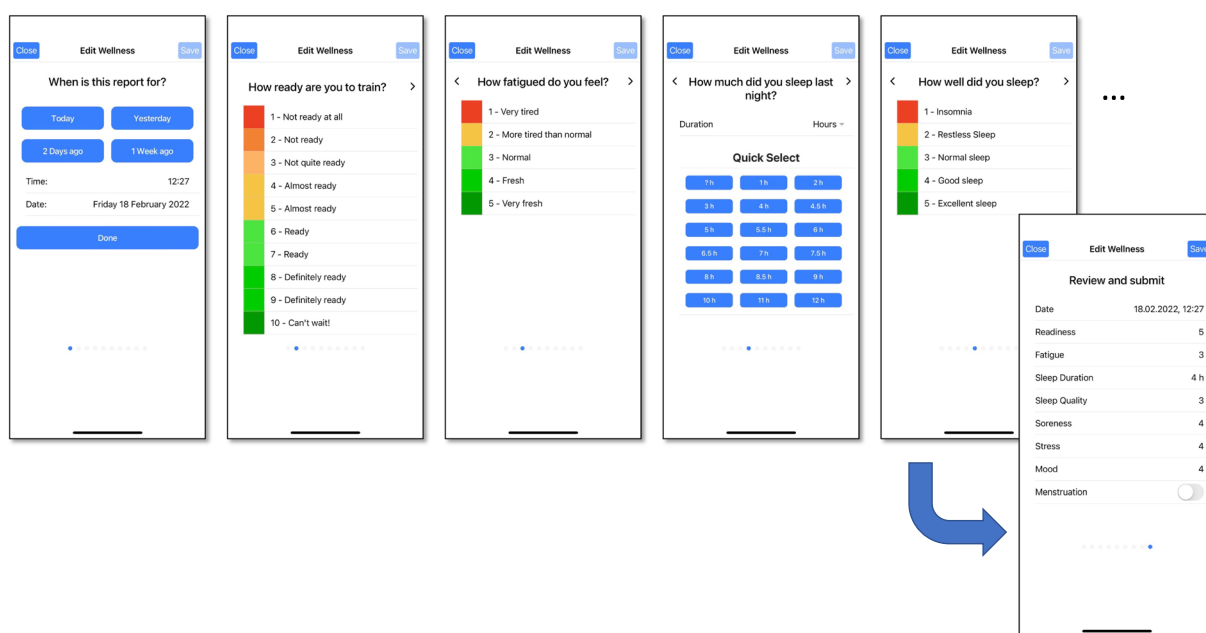 Close Edit Wellness Save
When is this report for?
Today Yesterday
2 Days ago 1 Week ago
Time: 12:27
Date: Friday 18 February 2022
Done
Close Edit Wellness Save
How ready are you to train? >
1 - Not ready at all
2 - Not ready
3 - Not quite ready
4 - Almost ready
5 - Almost ready
6 - Ready
7 - Ready
8 - Definitely ready
9 - Definitely ready
10 - Can't wait!
Close Edit Wellness Save
< How fatigued do you feel? >
1 - Very tired
2 - More tired than normal
3 - Normal
4 - Fresh
5 - Very fresh
Close Edit Wellness Save
< How much did you sleep last >
night?
Duration Hours
Quick Select
? h 1 h 2 h
3 h 4 h 4.5 h
5 h 5.5 h 6 h
6.5 h 7 h 7.5 h
8 h 8.5 h 9 h
10 h 11 h 12 h
Close Edit Wellness Save
< How well did you sleep? >
1 - Insomnia
2 - Restless Sleep
3 - Normal sleep
4 - Good sleep
5 - Excellent sleep
...
Close Edit Wellness Save
Review and submit
Date 18.02.2022, 12:27
Readiness 5
Fatigue 3
Sleep Duration 4 h
Sleep Quality 3
Soreness 4
Stress 4
Mood 4
Menstruation